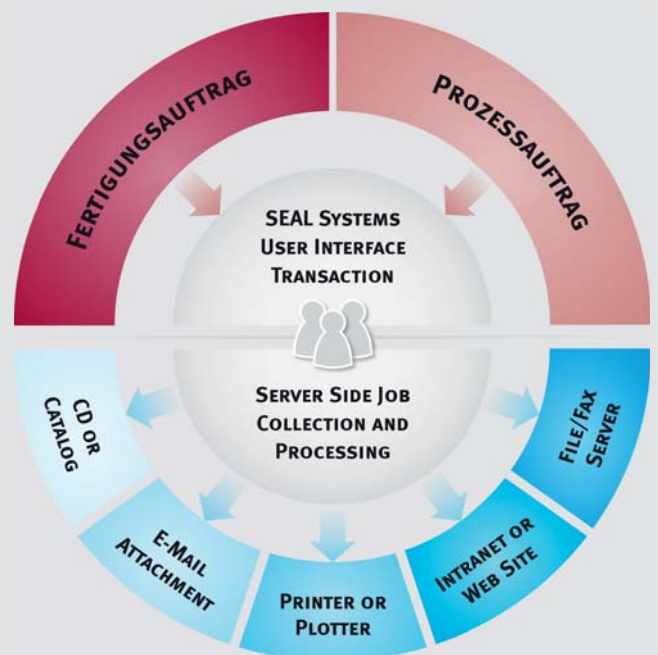 FERTIGUNGSAUFTRAG
PROZESSAUFTRAG
SEAL SYSTEMS
USER INTERFACE
TRANSACTION
SERVER SIDE JOB
COLLECTION AND
PROCESSING
CD OR
CATALOG
E-MAIL
ATTACHMENT
PRINTER OR
PLOTTER
INTRANET OR
WEB SITE
FILE/FAX
SERVER